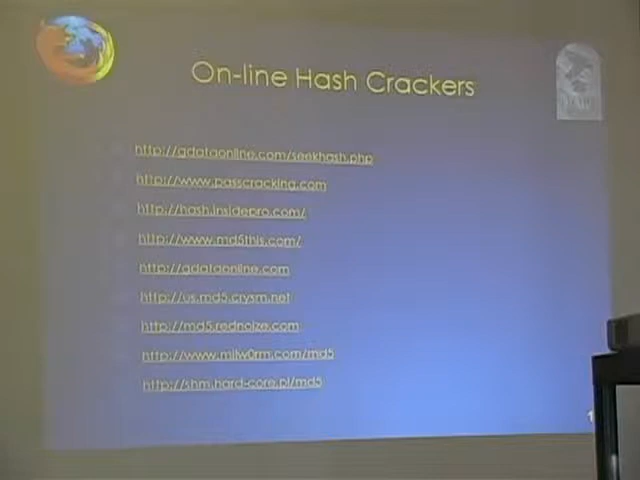 On-line Hash Crackers
http://gdataonline.com/seekhash.php
http://www.passcracking.com
http://hash.insidepro.com/
http://www.md5this.com/
http://gdataonline.com
http://us.md5.crysm.net
http://md5.rednoize.com
http://www.milw0rm.com/md5
http://shm.hard-core.pl/md5